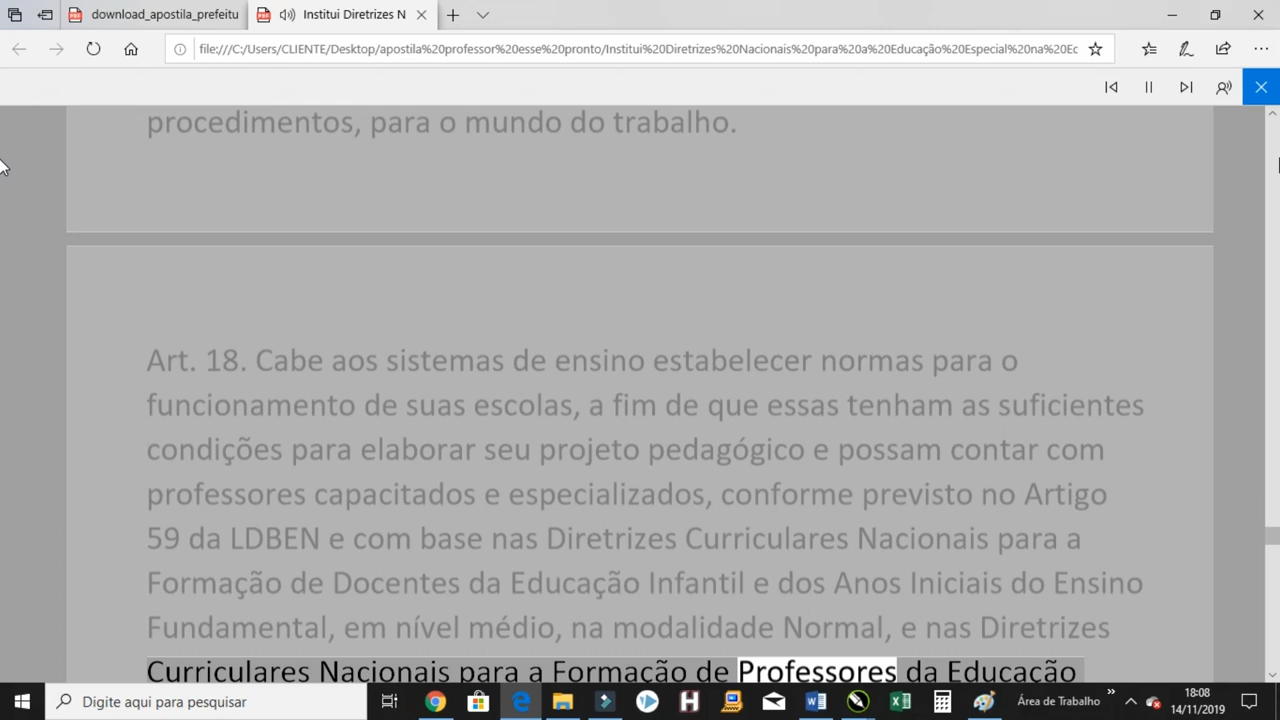 download_apostila_prefeitu
Institui Diretrizes N
file:///C:/Users/CLIENTE/Desktop/apostila%20professor%20esse%20pronto/Institui%20Diretrizes%20Nacionais%20para%20a%20Educação%20Especial%20na%20Ec
procedimentos, para o mundo do trabalho.
Art. 18. Cabe aos sistemas de ensino estabelecer normas para o
funcionamento de suas escolas, a fim de que essas tenham as suficientes
condições para elaborar seu projeto pedagógico e possam contar com
professores capacitados e especializados, conforme previsto no Artigo
59 da LDBEN e com base nas Diretrizes Curriculares Nacionais para a
Formação de Docentes da Educação Infantil e dos Anos Iniciais do Ensino
Fundamental, em nível médio, na modalidade Normal, e nas Diretrizes
Curriculares Nacionais para a Formação de Professores da Educação
Digite aqui para pesquisar
Área de Trabalho
18:08
14/11/2019